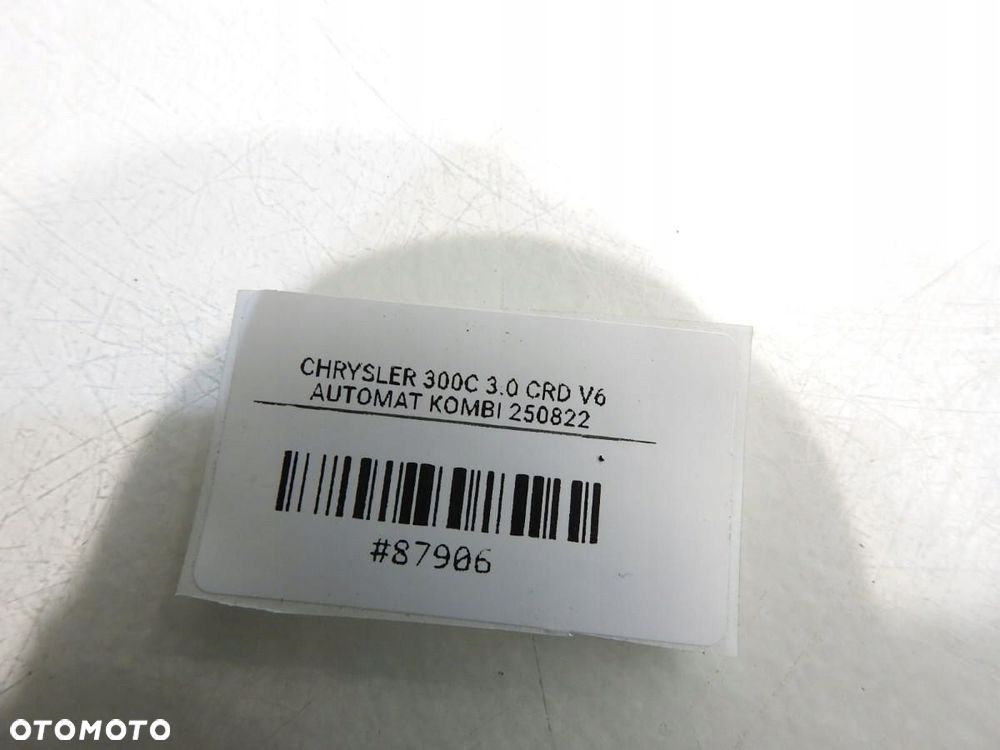 CHRYSLER 300C 3.0 CRD V6
AUTOMAT KOMBI 250822
#87906
OTOMOTO